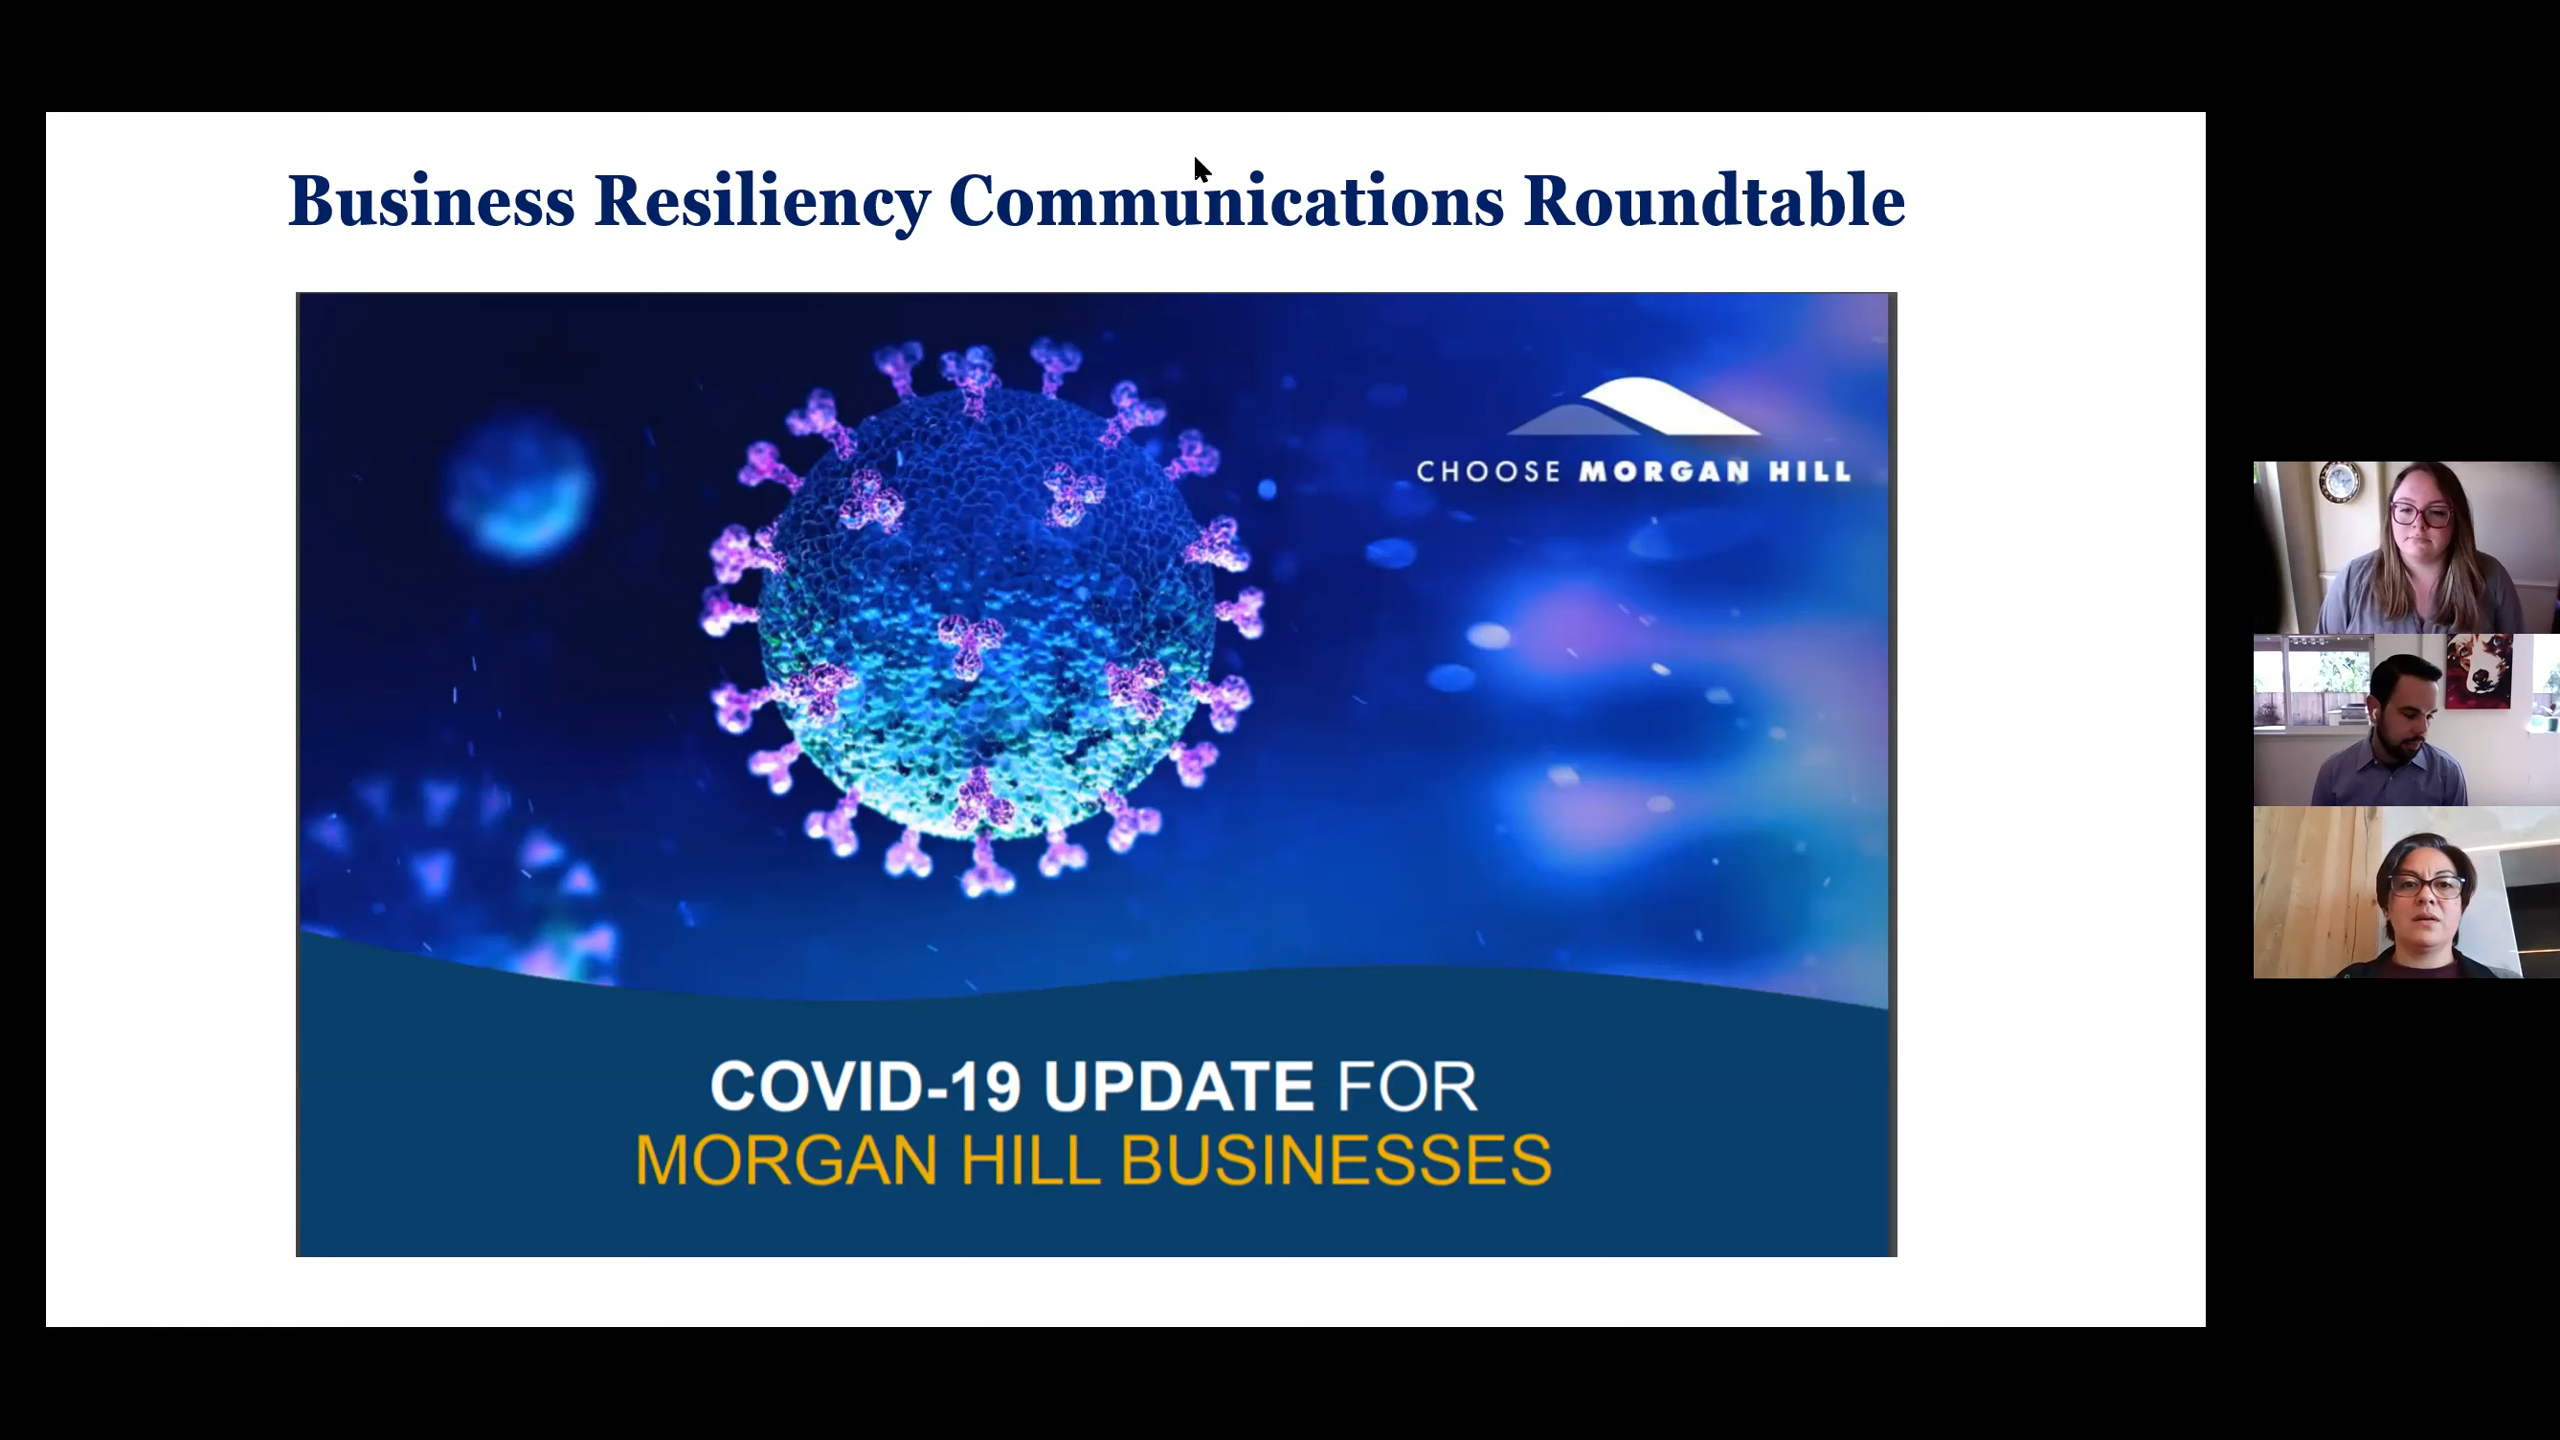 Business Resiliency Communications Roundtable
CHOOSE MORGAN HILL
COVID-19 UPDATE FOR
MORGAN HILL BUSINESSES